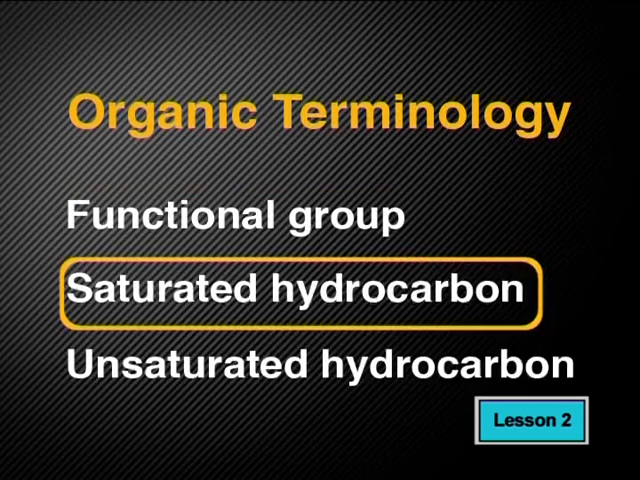 Organic Terminology
Functional group
Saturated hydrocarbon
Unsaturated hydrocarbon
Lesson 2